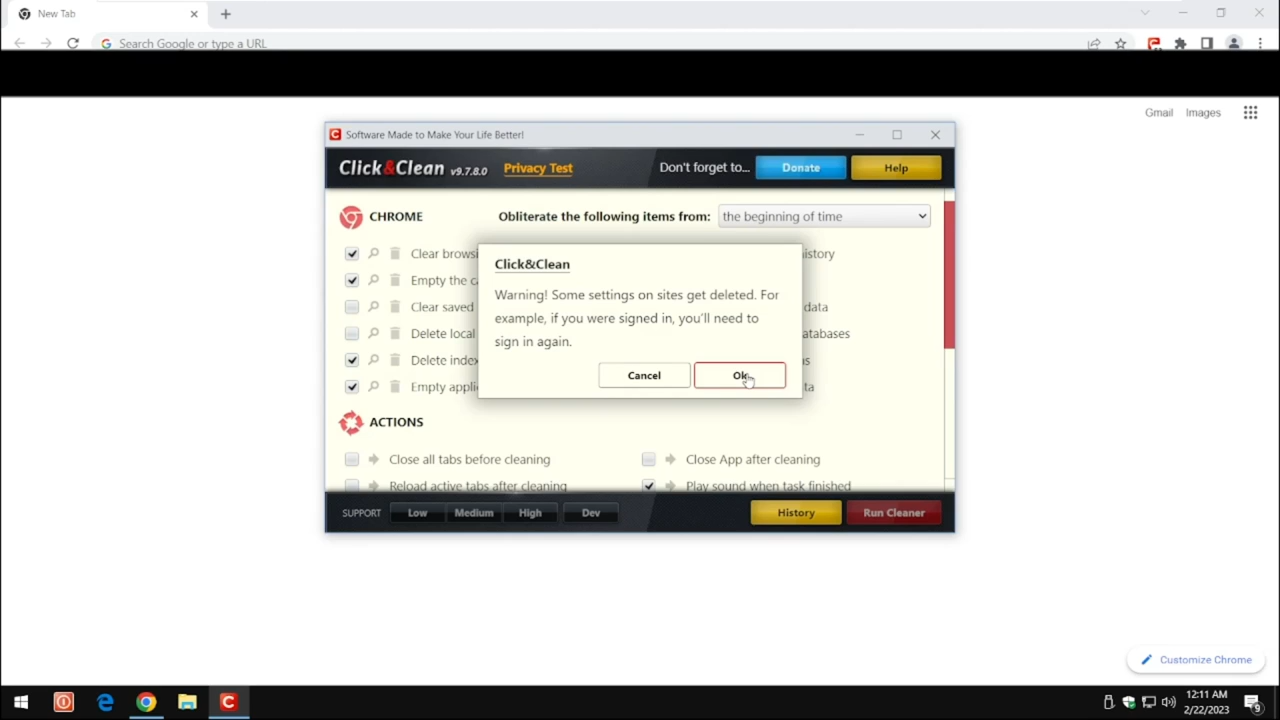 New Tab
Search Google or type a URL
Gmail Images
Software Made to Make Your Life Better!
Click&Clean v9.7.8.0 Privacy Test Don't forget to... Donate Help
CHROME Obliterate the following items from: the beginning of time
Clear istory
Empty the
Clear saved data
Delete local atabases
Delete
Empty
Click&Clean
Warning! Some settings on sites get deleted. For
example, if you were signed in, you'll need to
sign in again.
Cancel Ok
ACTIONS
Close all tabs before cleaning Close App after cleaning
Reload active tabs after cleaning Play sound when task finished
SUPPORT Low Medium High Dev History Run Cleaner
Customize Chrome
12:11 AM
2/22/2023
9